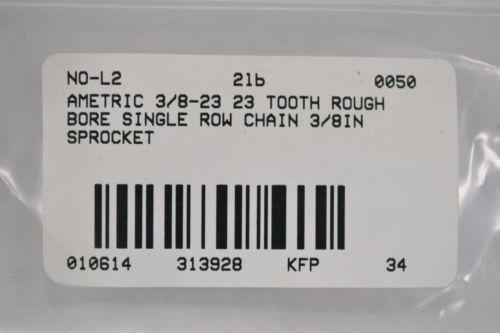 NO-L2 21b 0050
AMETRIC 3/8-23 23 TOOTH ROUGH
BORE SINGLE ROW CHAIN 3/8IN
SPROCKET
010614 313928 KFP 34